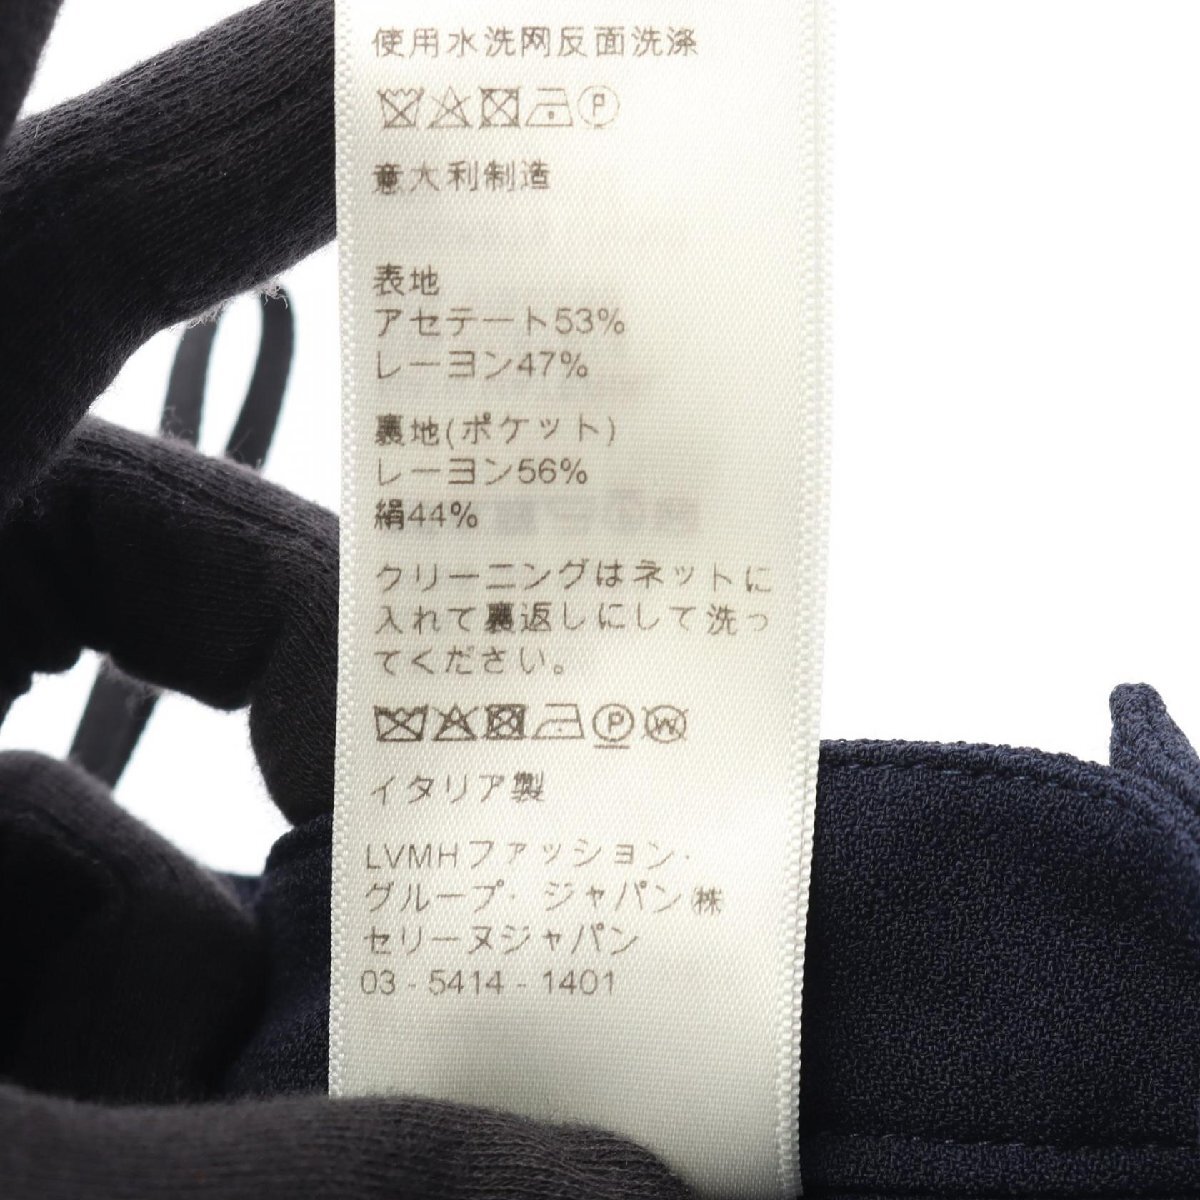 使用水洗网反面洗涤
P
意大利制造
表地
アセテート53%
レーヨン47%
裏地(ポケット)
レーヨン56%
絹44%
クリーニングはネットに
入れて裏返しにして洗っ
てください。
P W
イタリア製
LVMHファッション・
グループ・ジャパン㈱
セリーヌジャパン
03 - 5414 - 1401